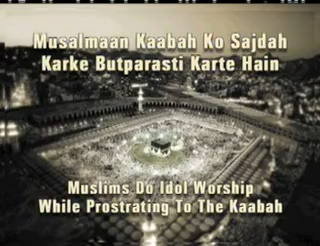 Musalmaan Kaabah Ko Sajdah
Karke Butparasti Karte Hain
Muslims Do Idol Worship
While Prostrating To The Kaabah